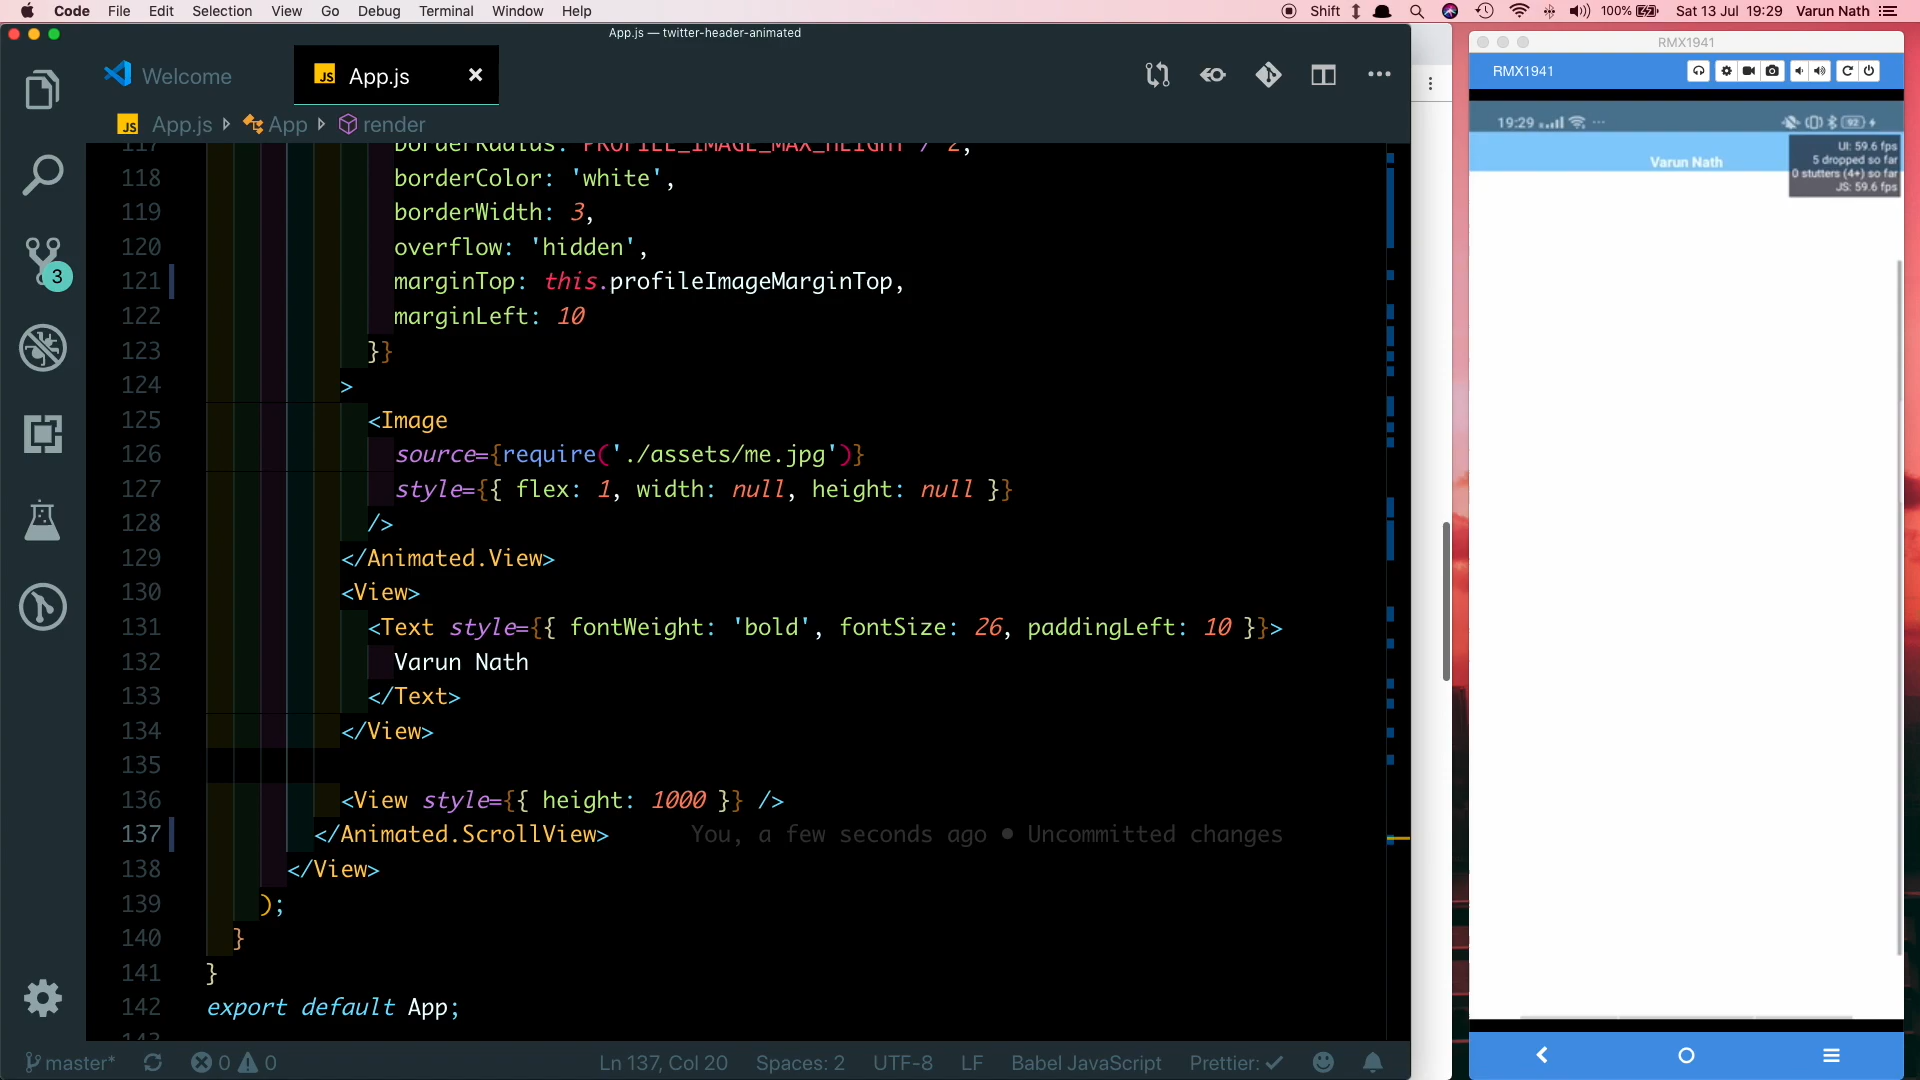 Code File Edit Selection View Go Debug Terminal Window Help
Shift 100% Sat 13 Jul 19:29 Varun Nath
App.js — twitter-header-animated
RMX1941
RMX1941
Welcome
JS App.js ×
JS App.js App render
117 borderRadius: PROFILE_IMAGE_MAX_HEIGHT / 2,
118 borderColor: 'white',
119 borderWidth: 3,
120 overflow: 'hidden',
121 marginTop: this.profileImageMarginTop,
122 marginLeft: 10
123 }}
124 >
125 <Image
126 source={require('./assets/me.jpg')}
127 style={{ flex: 1, width: null, height: null }}
128 />
129 </Animated.View>
130 <View>
131 <Text style={{ fontWeight: 'bold', fontSize: 26, paddingLeft: 10 }}>
132 Varun Nath
133 </Text>
134 </View>
135
136 <View style={{ height: 1000 }} />
137 </Animated.ScrollView> You, a few seconds ago • Uncommitted changes
138 </View>
139 );
140 }
141 }
142 export default App;
3
master* 0 0 Ln 137, Col 20 Spaces: 2 UTF-8 LF Babel JavaScript Prettier: ✓
19:29 ... 92
Varun Nath
UI: 59.6 fps
5 dropped so far
0 stutters (4+) so far
JS: 59.6 fps